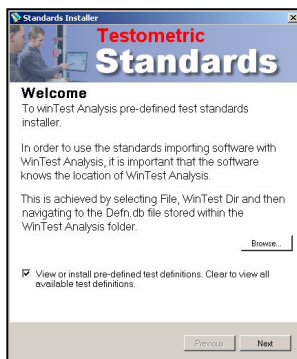 Standards Installer
Testometric
Standards
Welcome
To winTest Analysis pre-defined test standards
installer.
In order to use the standards importing software with
WinTest Analysis, it is important that the software
knows the location of WinTest Analysis.
This is achieved by selecting File, WinTest Dir and then
navigating to the Defn.db file stored within the
WinTest Analysis folder.
Browse...
View or install pre-defined test definitions. Clear to view all
available test definitions.
Previous
Next